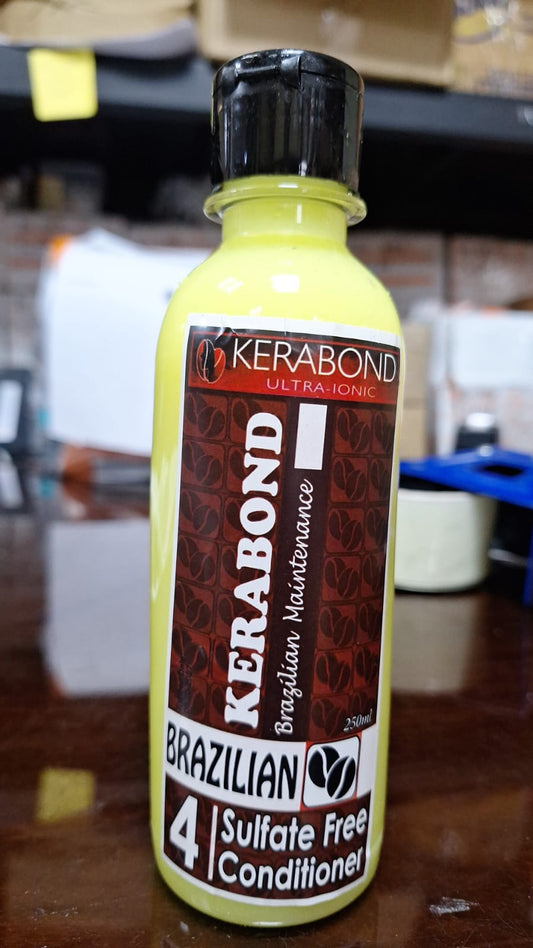 KERABOND
ULTRA-IONIC
KERABOND
Brazilian Maintenance
250ml
BRAZILIAN
4
Sulfate Free
Conditioner